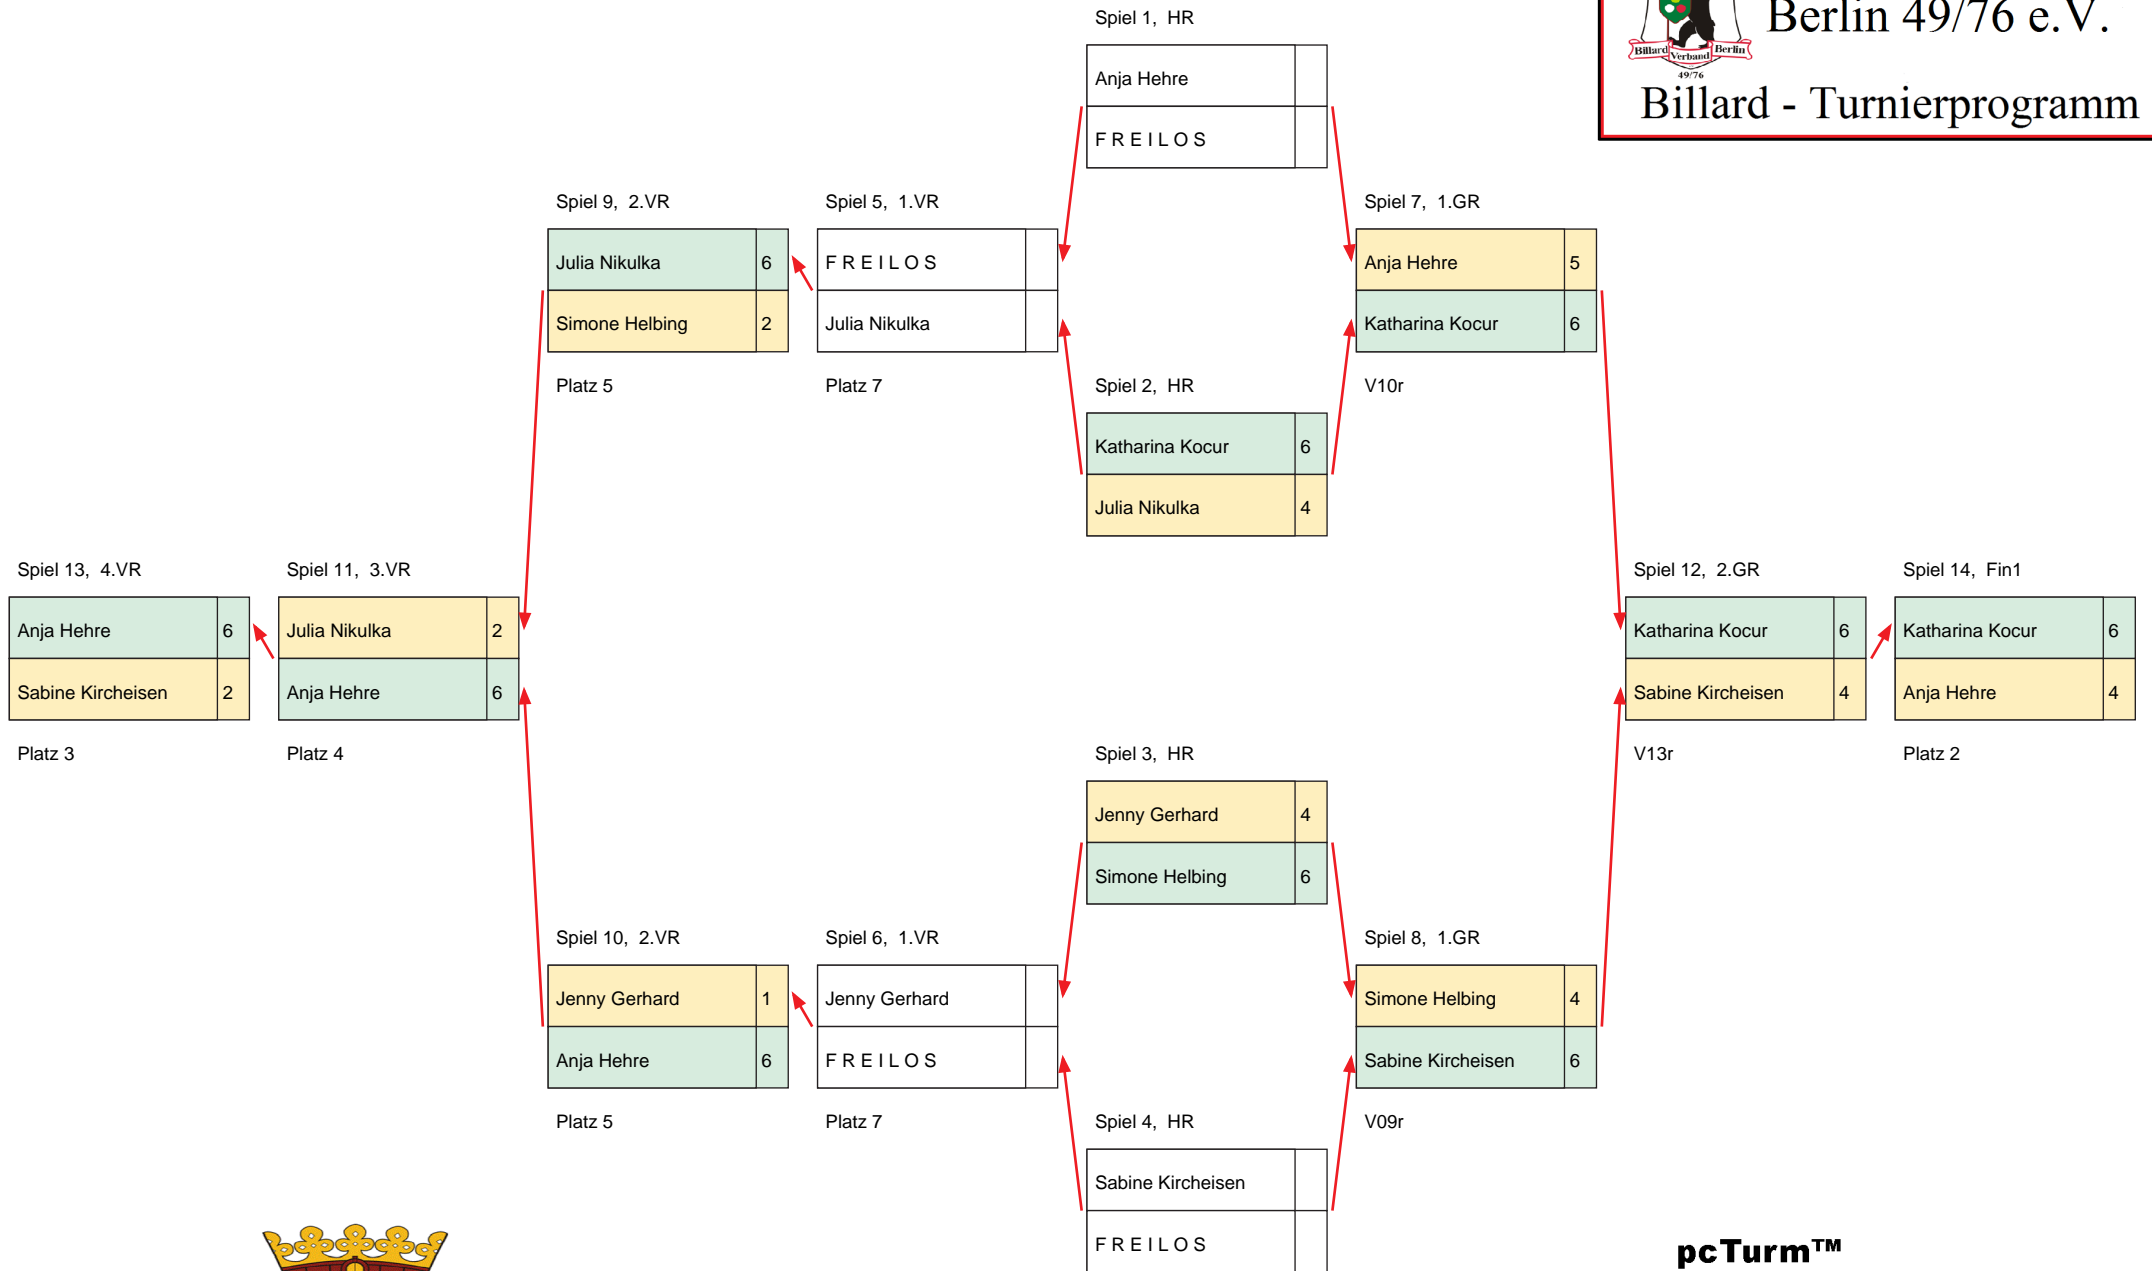 Berlin 49/76 e.V.
Billard Verband Berlin
49/76
Billard - Turnierprogramm
Spiel 1, HR
Anja Hehre
F R E I L O S
Spiel 9, 2.VR
Julia Nikulka 6
Simone Helbing 2
Platz 5
Spiel 5, 1.VR
F R E I L O S
Julia Nikulka
Platz 7
Spiel 7, 1.GR
Anja Hehre 5
Katharina Kocur 6
V10r
Spiel 2, HR
Katharina Kocur 6
Julia Nikulka 4
Spiel 13, 4.VR
Anja Hehre 6
Sabine Kircheisen 2
Platz 3
Spiel 11, 3.VR
Julia Nikulka 2
Anja Hehre 6
Platz 4
Spiel 12, 2.GR
Katharina Kocur 6
Sabine Kircheisen 4
V13r
Spiel 14, Fin1
Katharina Kocur 6
Anja Hehre 4
Platz 2
Spiel 3, HR
Jenny Gerhard 4
Simone Helbing 6
Spiel 10, 2.VR
Jenny Gerhard 1
Anja Hehre 6
Platz 5
Spiel 6, 1.VR
Jenny Gerhard
F R E I L O S
Platz 7
Spiel 8, 1.GR
Simone Helbing 4
Sabine Kircheisen 6
V09r
Spiel 4, HR
Sabine Kircheisen
F R E I L O S
pcTurm™